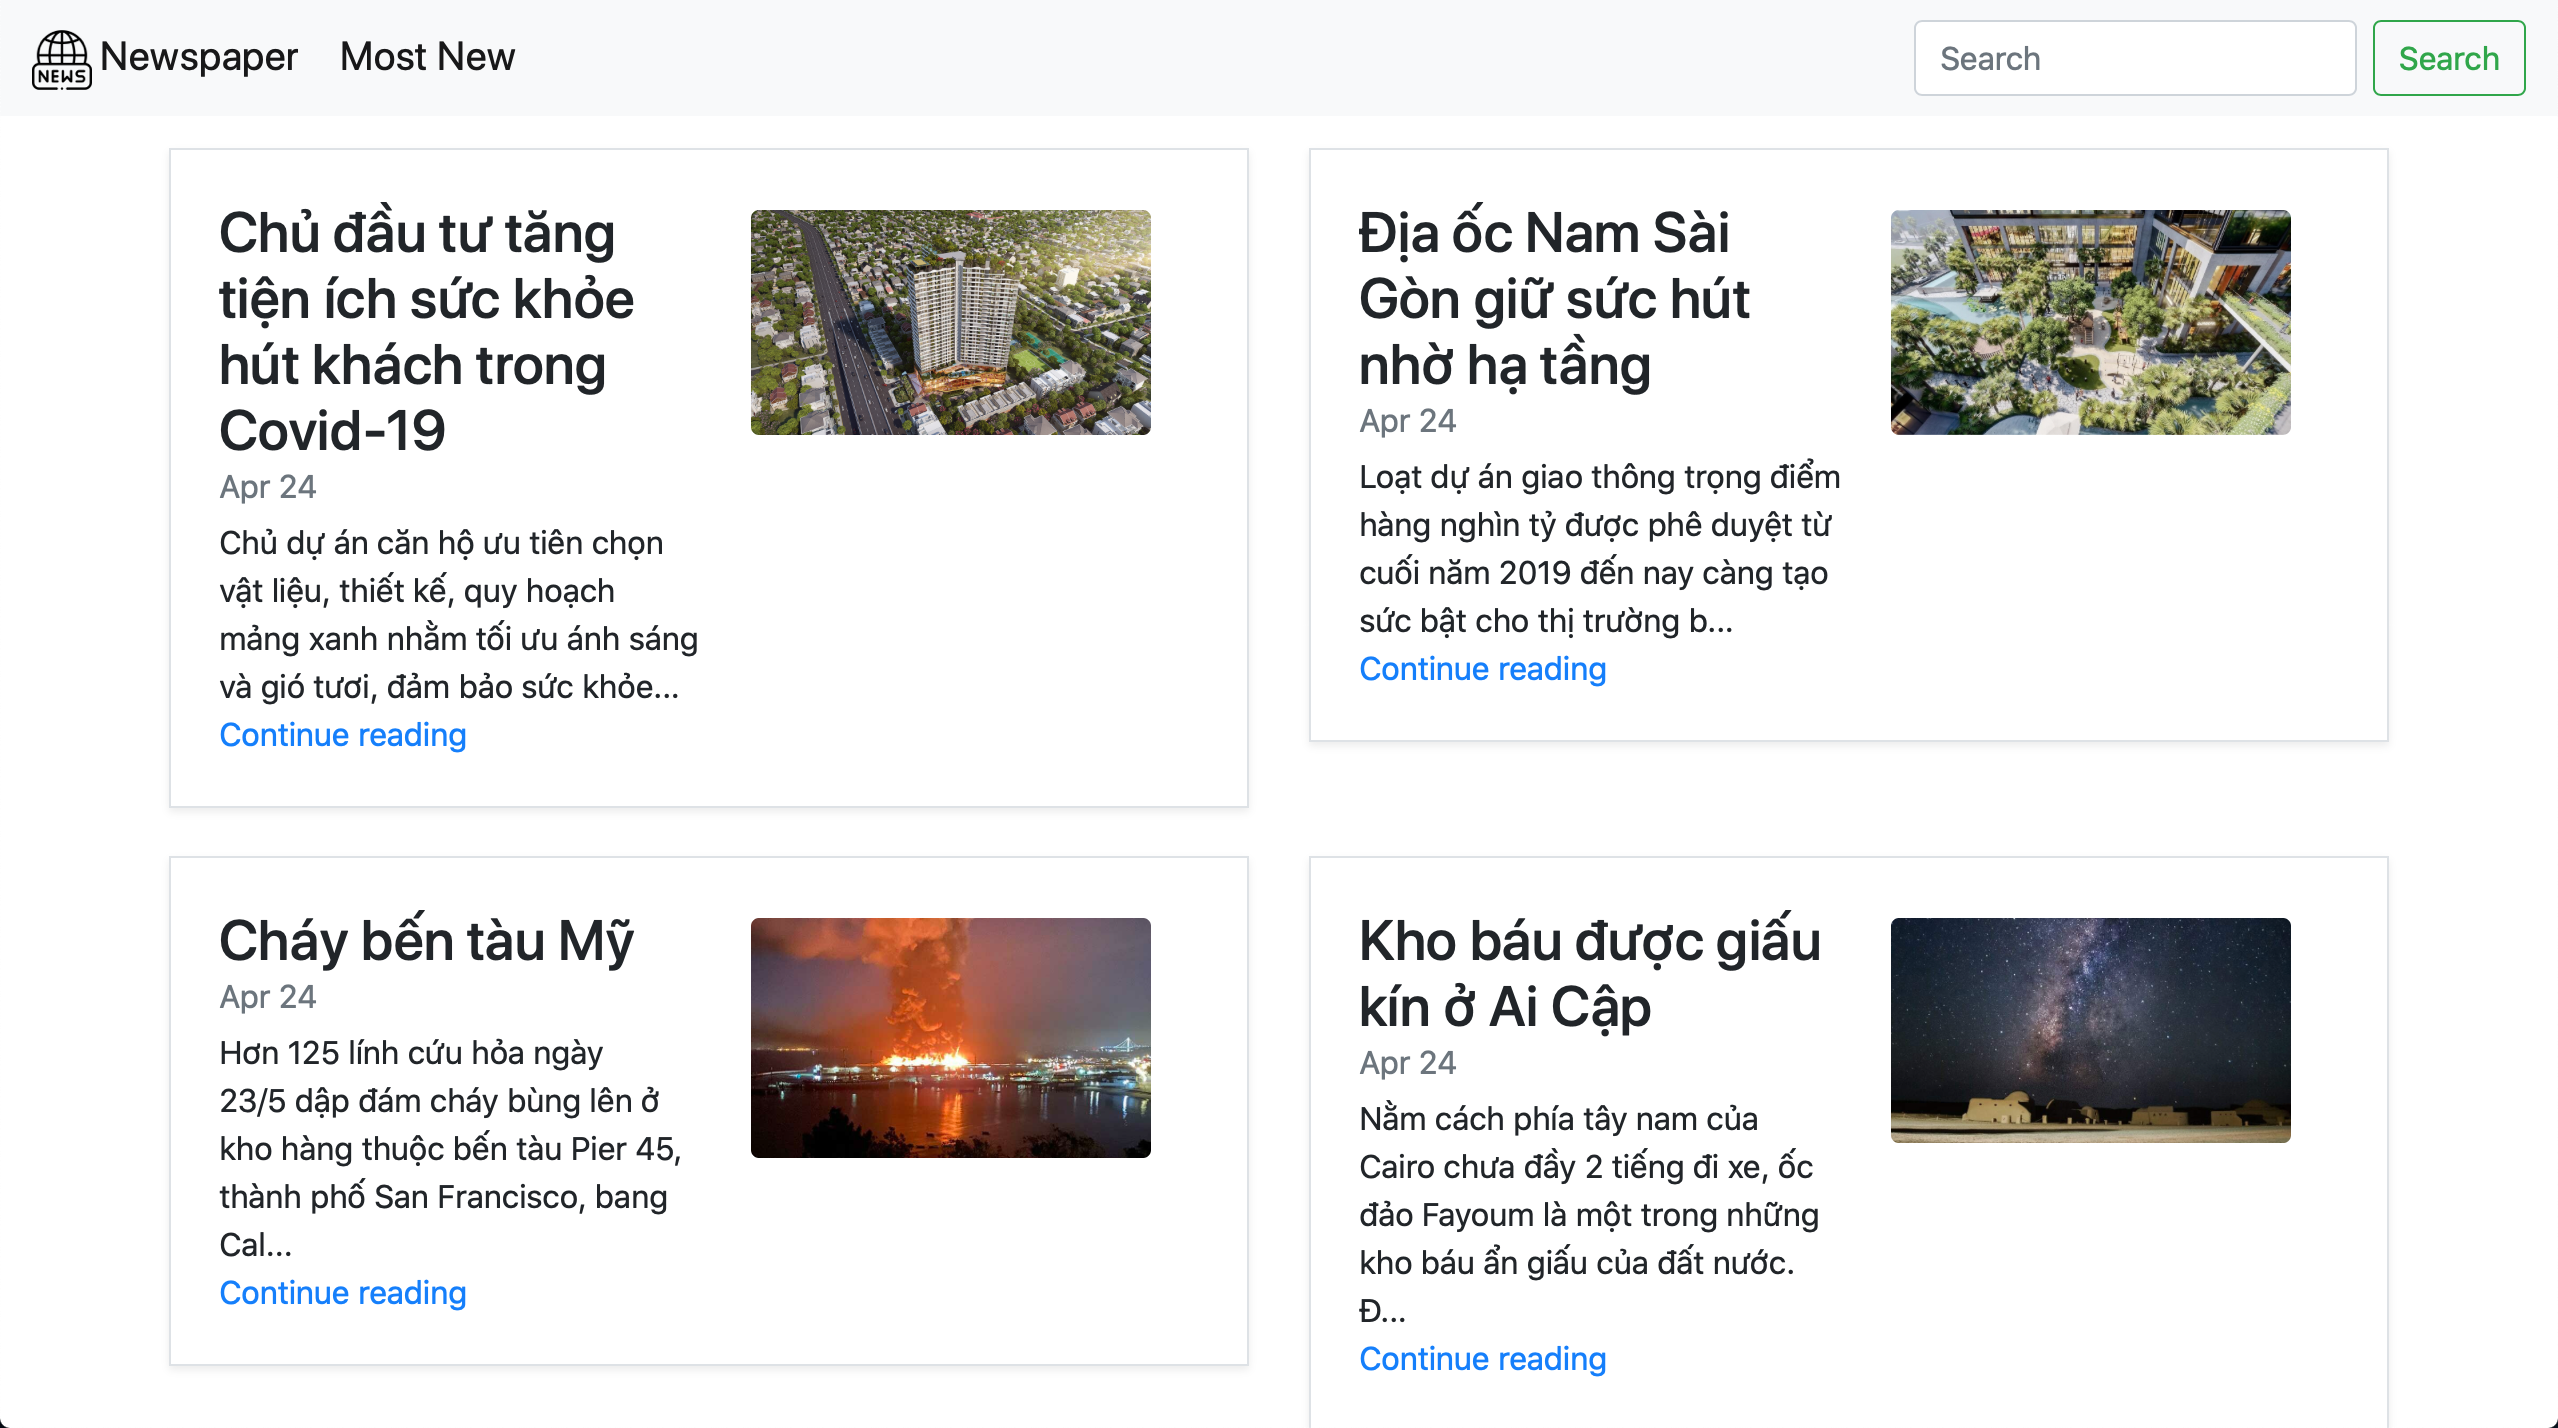 NEWS
Newspaper
Most New
Search
Search
Chủ đầu tư tăng
tiện ích sức khỏe
hút khách trong
Covid-19
Apr 24
Chủ dự án căn hộ ưu tiên chọn
vật liệu, thiết kế, quy hoạch
mảng xanh nhằm tối ưu ánh sáng
và gió tươi, đảm bảo sức khỏe...
Continue reading
Địa ốc Nam Sài
Gòn giữ sức hút
nhờ hạ tầng
Apr 24
Loạt dự án giao thông trọng điểm
hàng nghìn tỷ được phê duyệt từ
cuối năm 2019 đến nay càng tạo
sức bật cho thị trường b...
Continue reading
Cháy bến tàu Mỹ
Apr 24
Hơn 125 lính cứu hỏa ngày
23/5 dập đám cháy bùng lên ở
kho hàng thuộc bến tàu Pier 45,
thành phố San Francisco, bang
Cal...
Continue reading
Kho báu được giấu
kín ở Ai Cập
Apr 24
Nằm cách phía tây nam của
Cairo chưa đầy 2 tiếng đi xe, ốc
đảo Fayoum là một trong những
kho báu ẩn giấu của đất nước.
Đ...
Continue reading